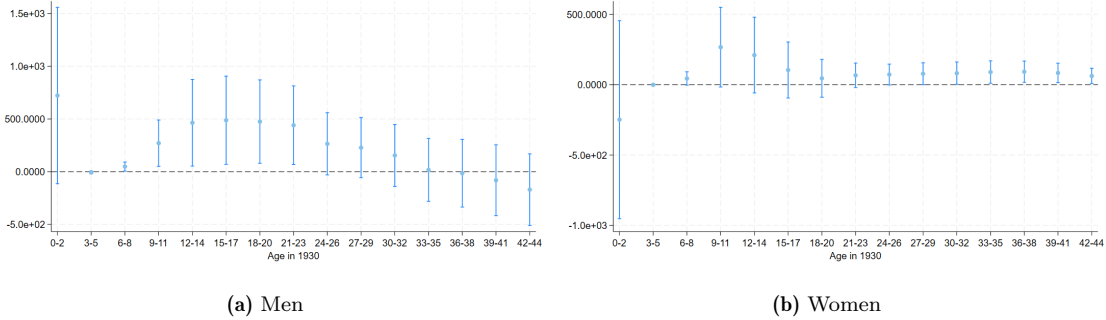 1.5e+03
1.0e+03
500.0000
0.0000
-5.0e+02
0-2 3-5 6-8 9-11 12-14 15-17 18-20 21-23 24-26 27-29 30-32 33-35 36-38 39-41 42-44
Age in 1930
(a) Men
500.0000
0.0000
-5.0e+02
-1.0e+03
0-2 3-5 6-8 9-11 12-14 15-17 18-20 21-23 24-26 27-29 30-32 33-35 36-38 39-41 42-44
Age in 1930
(b) Women